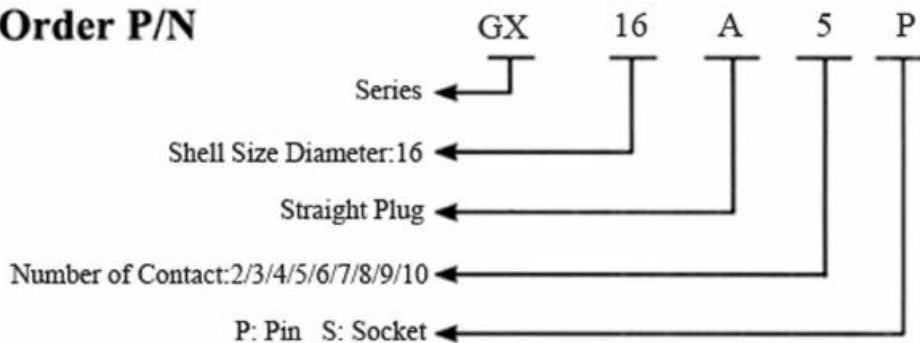 Order P/N GX 16 A 5 P
Series
Shell Size Diameter:16
Straight Plug
Number of Contact:2/3/4/5/6/7/8/9/10
P: Pin S: Socket